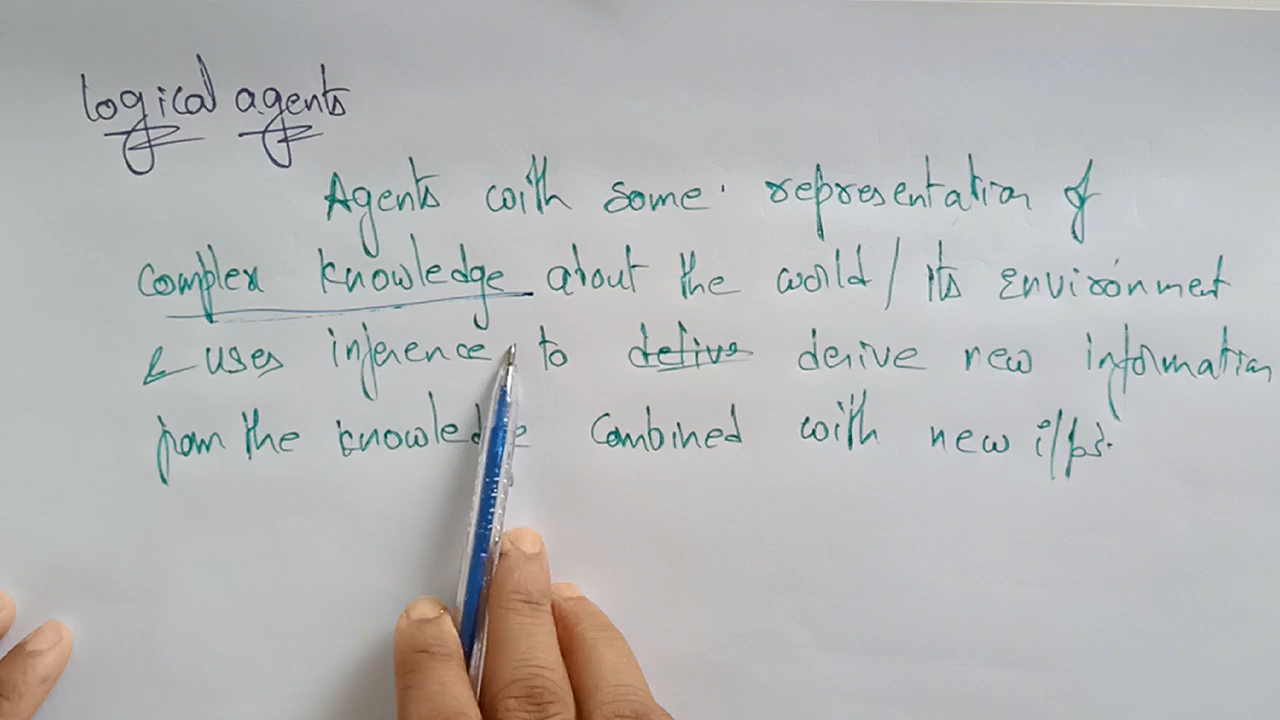 logical agents
Agents with some representation of
Complex knowledge about the world / its Environment
& uses inference to derive derive new information
from the knowledge Combined with new i/ps.